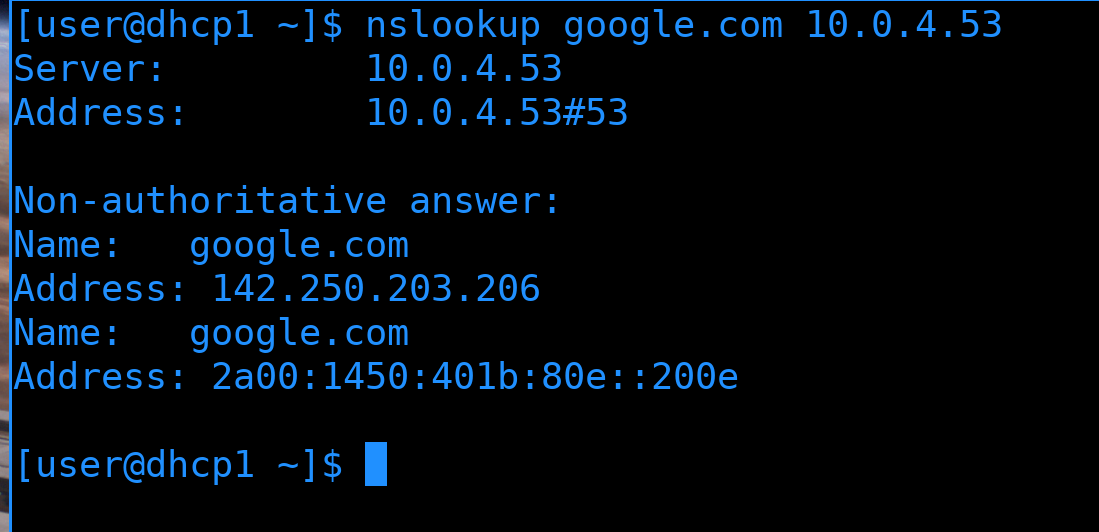 [user@dhcp1 ~]$ nslookup google.com 10.0.4.53
Server:         10.0.4.53
Address:        10.0.4.53#53

Non-authoritative answer:
Name:   google.com
Address: 142.250.203.206
Name:   google.com
Address: 2a00:1450:401b:80e::200e

[user@dhcp1 ~]$